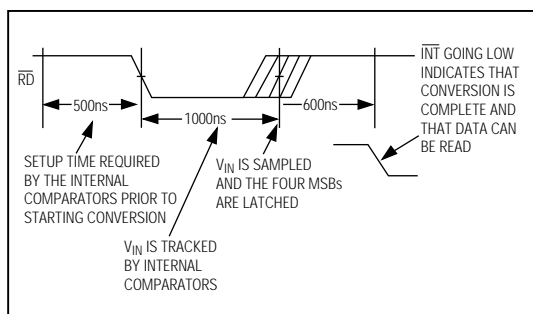 RD
500ns
1000ns
600ns
INT GOING LOW
INDICATES THAT
CONVERSION IS
COMPLETE AND
THAT DATA CAN
BE READ
SETUP TIME REQUIRED
BY THE INTERNAL
COMPARATORS PRIOR TO
STARTING CONVERSION
VIN IS SAMPLED
AND THE FOUR MSBs
ARE LATCHED
VIN IS TRACKED
BY INTERNAL
COMPARATORS